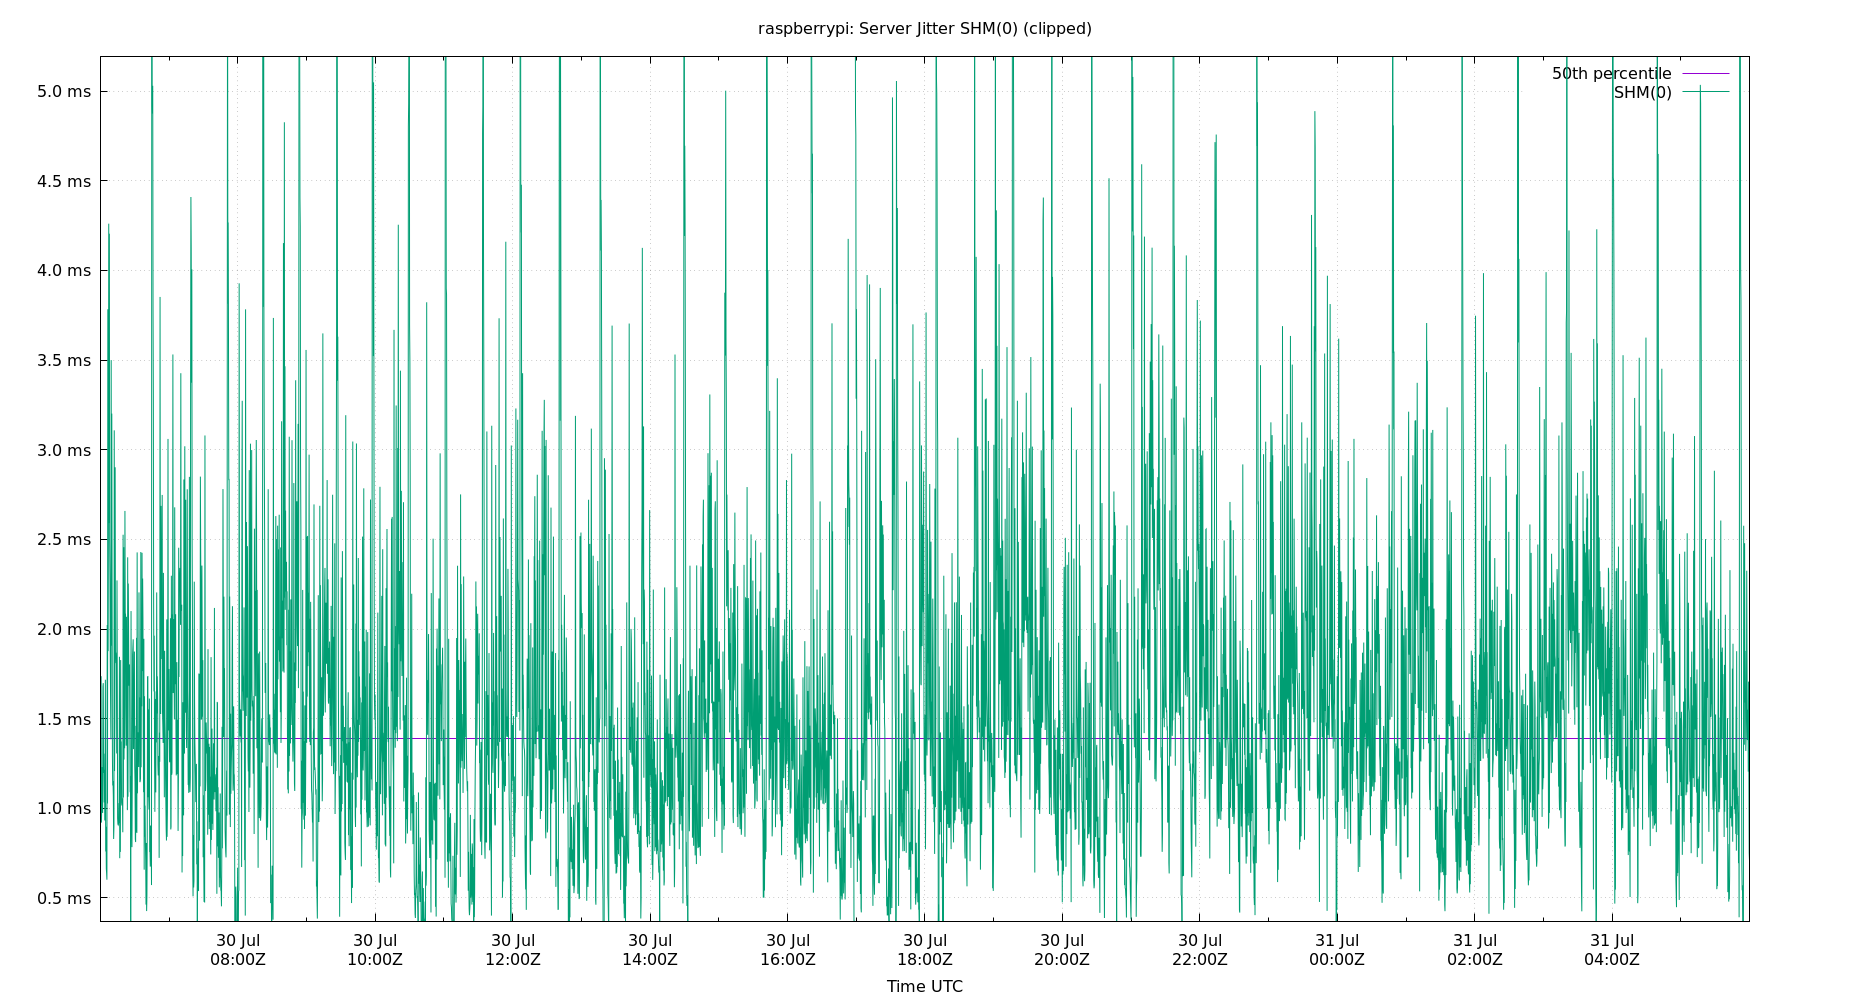 raspberrypi: Server Jitter SHM(0) (clipped)
50th percentile
SHM(0)
5.0 ms
4.5 ms
4.0 ms
3.5 ms
3.0 ms
2.5 ms
2.0 ms
1.5 ms
1.0 ms
0.5 ms
30 Jul 30 Jul 30 Jul 30 Jul 30 Jul 30 Jul 30 Jul 30 Jul 31 Jul 31 Jul 31 Jul
08:00Z 10:00Z 12:00Z 14:00Z 16:00Z 18:00Z 20:00Z 22:00Z 00:00Z 02:00Z 04:00Z
Time UTC